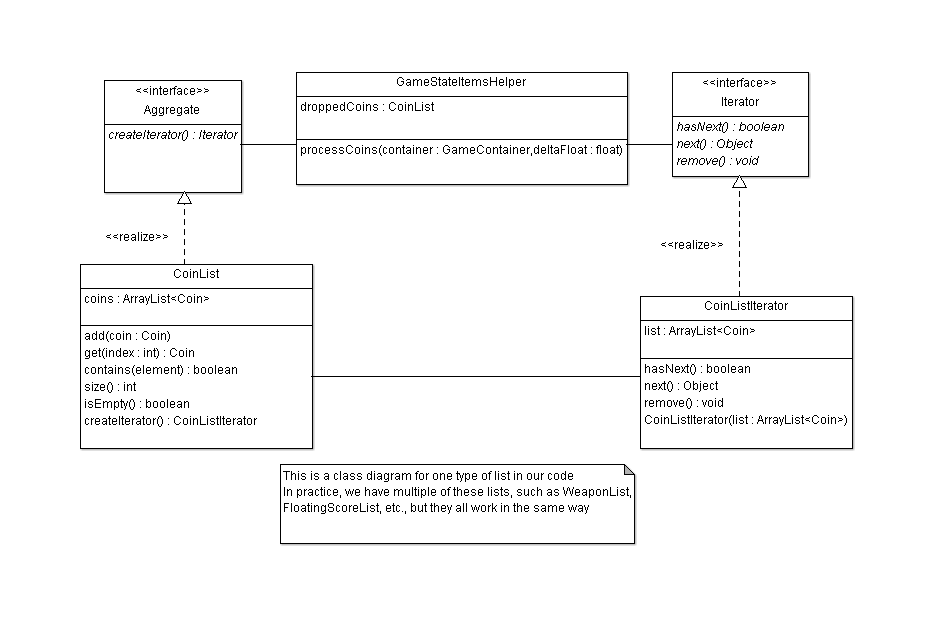 <<interface>>
Aggregate
createIterator() : Iterator
GameStateItemsHelper
droppedCoins : CoinList
processCoins(container : GameContainer,deltaFloat : float)
<<interface>>
Iterator
hasNext() : boolean
next() : Object
remove() : void
<<realize>>
<<realize>>
CoinList
coins : ArrayList<Coin>
add(coin : Coin)
get(index : int) : Coin
contains(element) : boolean
size() : int
isEmpty() : boolean
createIterator() : CoinListIterator
CoinListIterator
list : ArrayList<Coin>
hasNext() : boolean
next() : Object
remove() : void
CoinListIterator(list : ArrayList<Coin>)
This is a class diagram for one type of list in our code
In practice, we have multiple of these lists, such as WeaponList,
FloatingScoreList, etc., but they all work in the same way